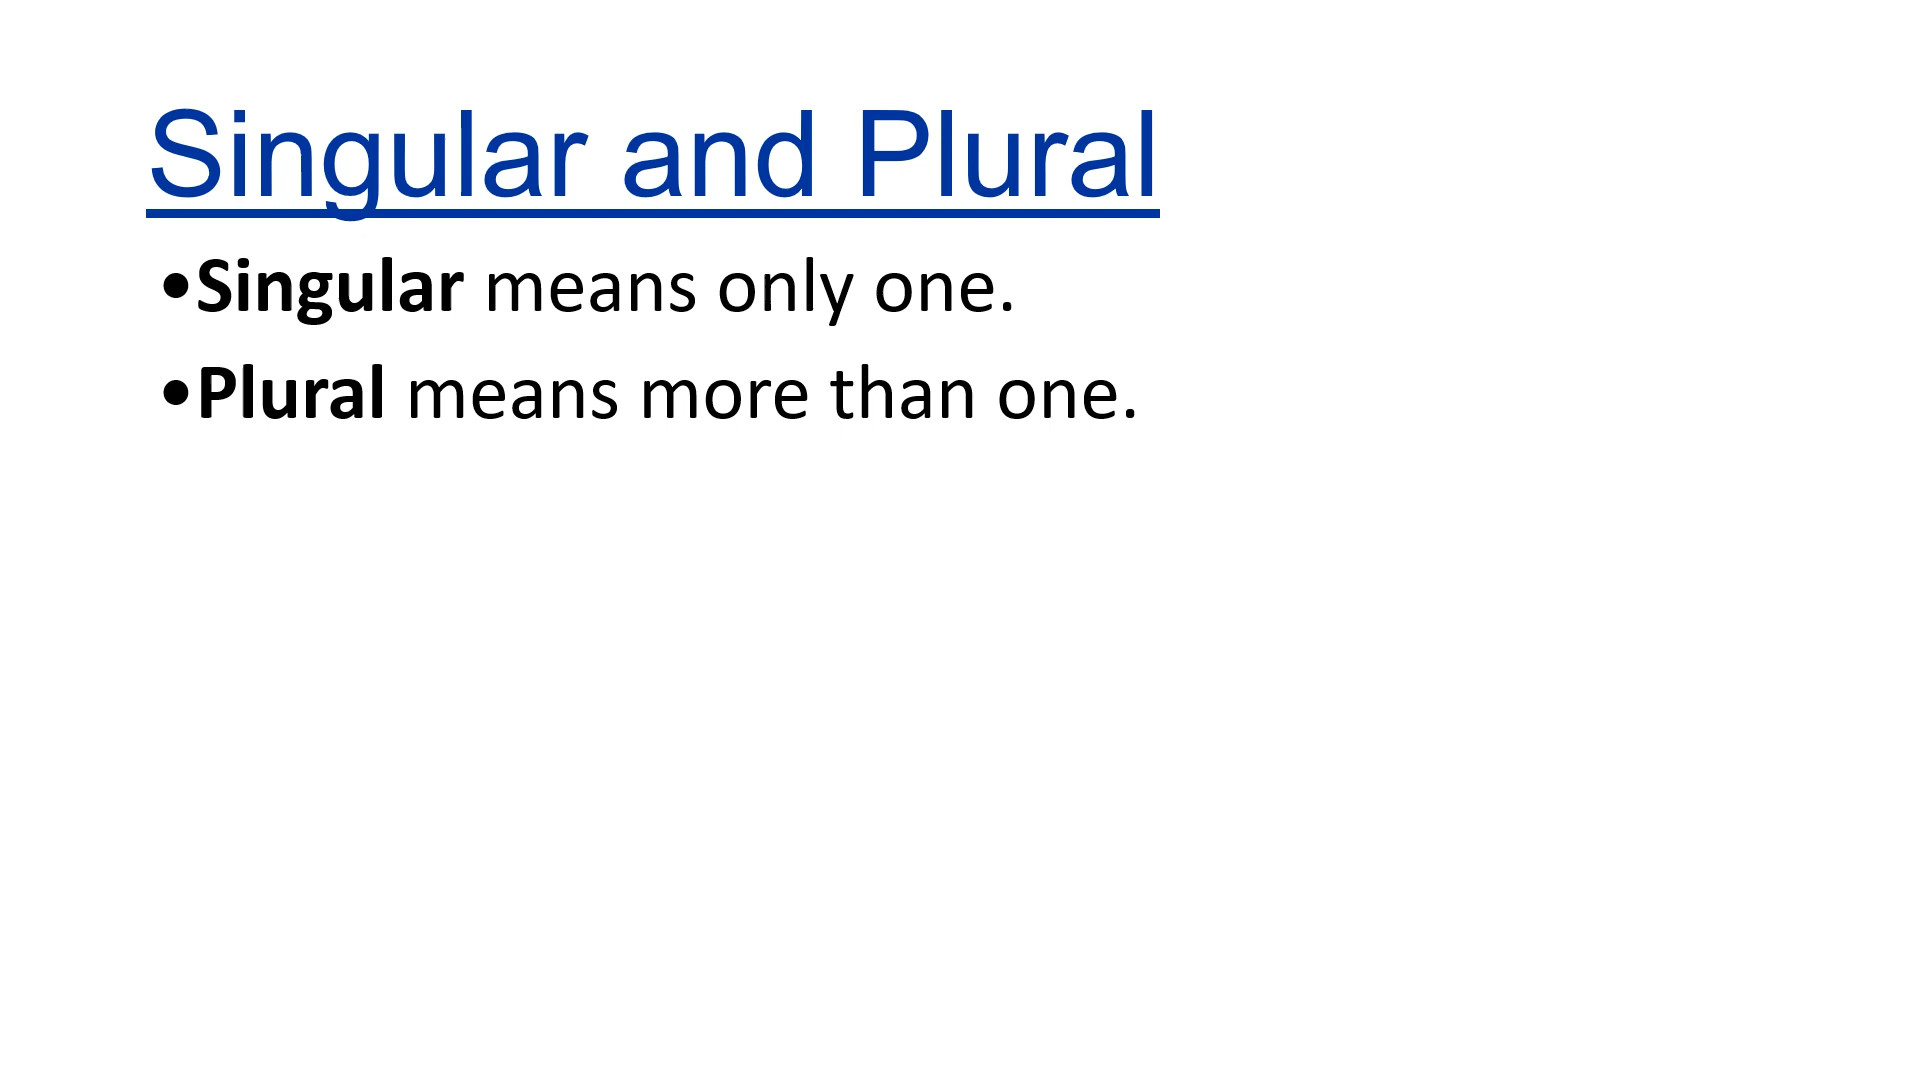 Singular and Plural
•Singular means only one.
•Plural means more than one.